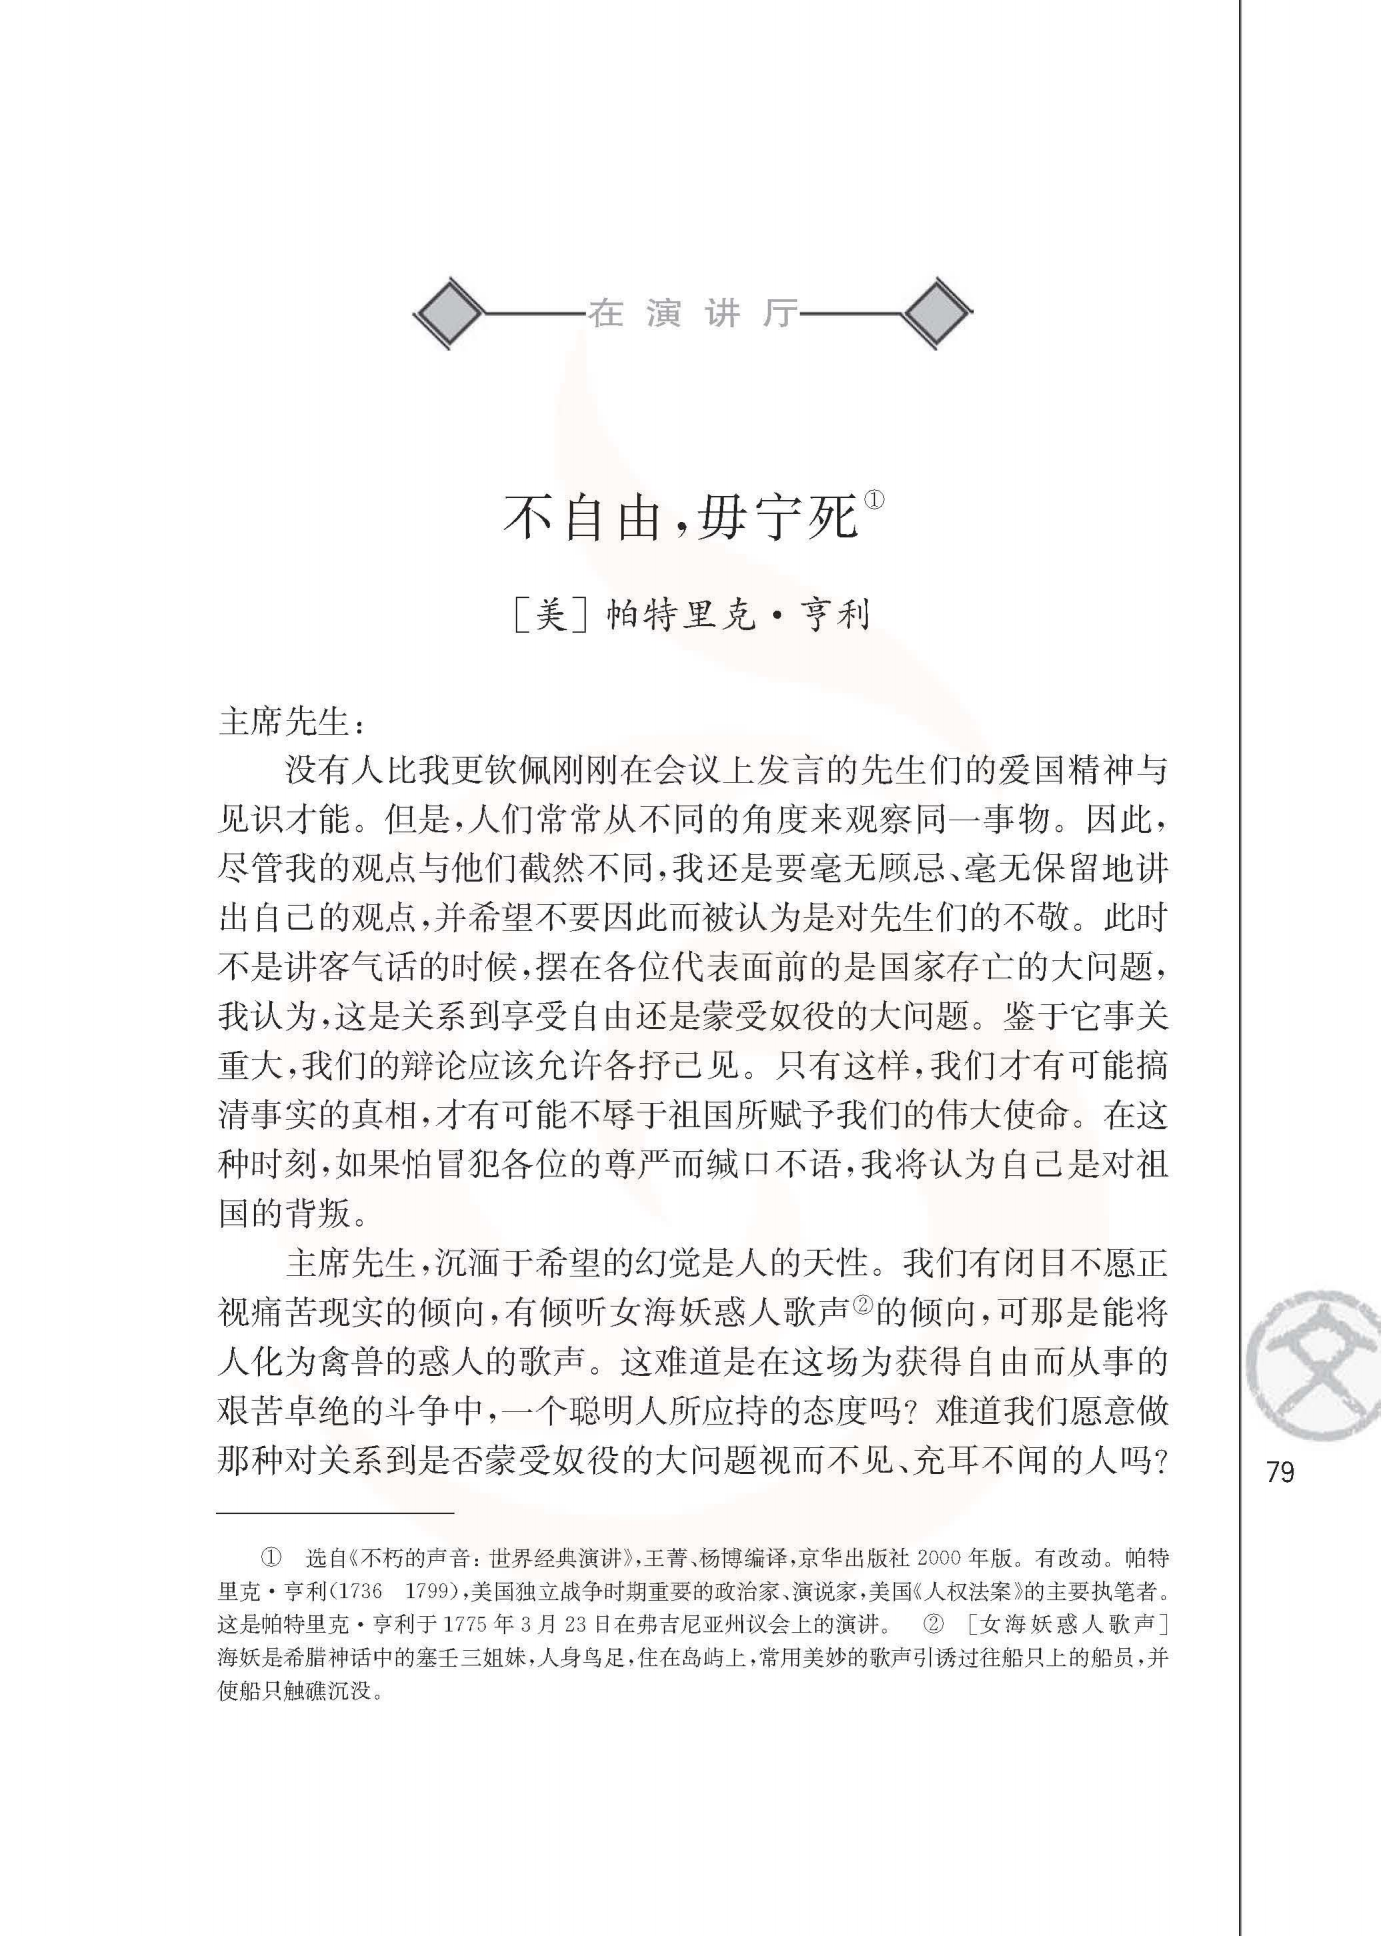 在演讲厅
不自由，毋宁死①
［美］帕特里克·亨利
主席先生：
没有人比我更钦佩刚刚在会议上发言的先生们的爱国精神与
见识才能。但是，人们常常从不同的角度来观察同一事物。因此，
尽管我的观点与他们截然不同，我还是要毫无顾忌、毫无保留地讲
出自己的观点，并希望不要因此而被认为是对先生们的不敬。此时
不是讲客气话的时候，摆在各位代表面前的是国家存亡的大问题，
我认为，这是关系到享受自由还是蒙受奴役的大问题。鉴于它事关
重大，我们的辩论应该允许各抒己见。只有这样，我们才有可能搞
清事实的真相，才有可能不辱于祖国所赋予我们的伟大使命。在这
种时刻，如果怕冒犯各位的尊严而缄口不语，我将认为自己是对祖
国的背叛。
主席先生，沉湎于希望的幻觉是人的天性。我们有闭目不愿正
视痛苦现实的倾向，有倾听女海妖惑人歌声②的倾向，可那是能将
人化为禽兽的惑人的歌声。这难道是在这场为获得自由而从事的
艰苦卓绝的斗争中，一个聪明人所应持的态度吗？难道我们愿意做
那种对关系到是否蒙受奴役的大问题视而不见、充耳不闻的人吗？
① 选自《不朽的声音：世界经典演讲》，王菁、杨博编译，京华出版社 2000 年版。有改动。帕特
里克·亨利(1736 1799)，美国独立战争时期重要的政治家、演说家，美国《人权法案》的主要执笔者。
这是帕特里克·亨利于 1775 年 3 月 23 日在弗吉尼亚州议会上的演讲。 ② ［女海妖惑人歌声］
海妖是希腊神话中的塞壬三姐妹，人身鸟足，住在岛屿上，常用美妙的歌声引诱过往船只上的船员，并
使船只触礁沉没。
文
79